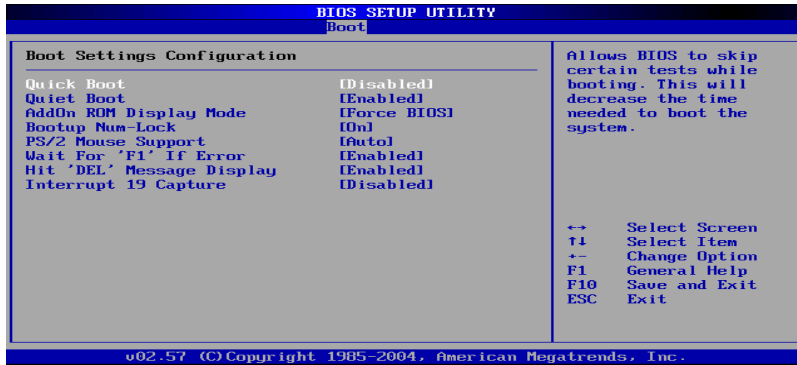 BIOS SETUP UTILITY
Boot
Boot Settings Configuration
Quick Boot [Disabled]
Quiet Boot [Enabled]
AddOn ROM Display Mode [Force BIOS]
Bootup Num-Lock [On]
PS/2 Mouse Support [Auto]
Wait For 'F1' If Error [Enabled]
Hit 'DEL' Message Display [Enabled]
Interrupt 19 Capture [Disabled]
Allows BIOS to skip
certain tests while
booting. This will
decrease the time
needed to boot the
system.
↔ Select Screen
↑↓ Select Item
+- Change Option
F1 General Help
F10 Save and Exit
ESC Exit
v02.57 (C)Copyright 1985-2004, American Megatrends, Inc.